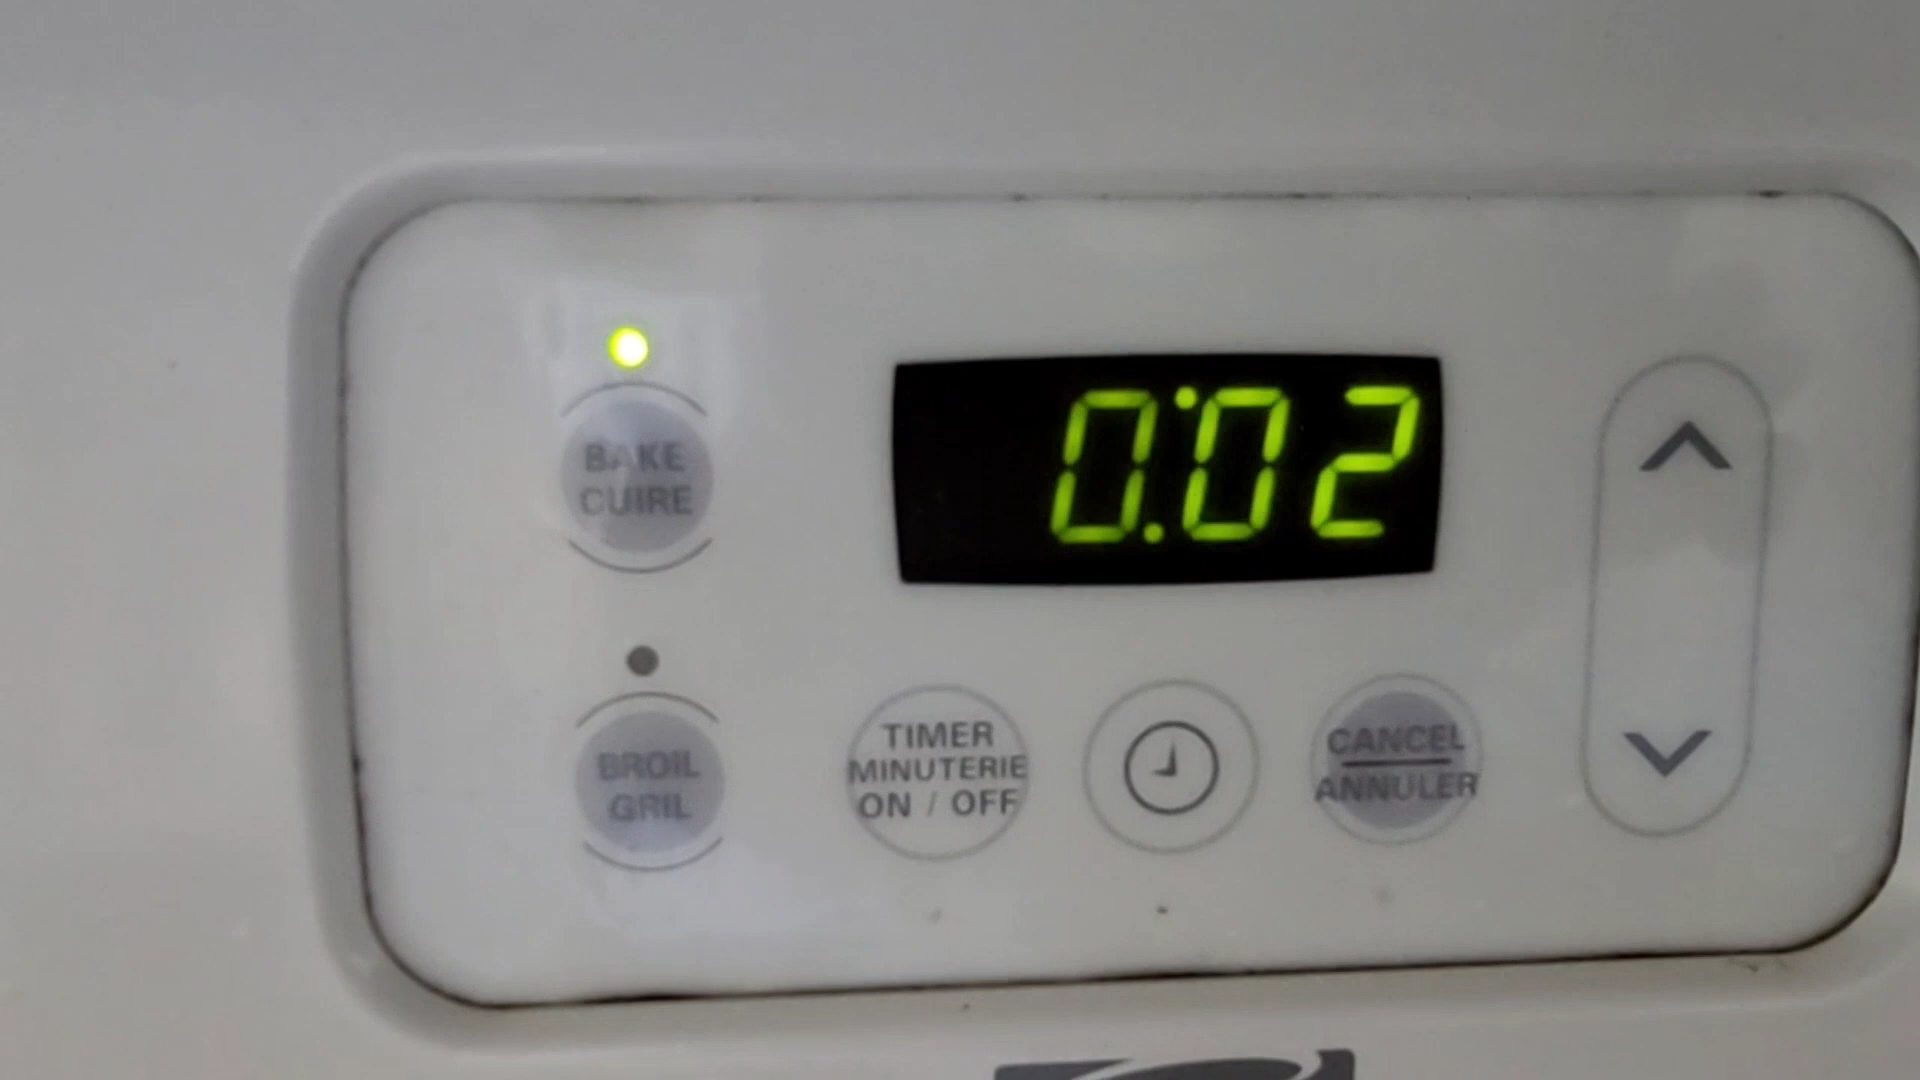 BAKE
CUIRE
0:02
BROIL
GRIL
TIMER
MINUTERIE
ON / OFF
CANCEL
ANNULER